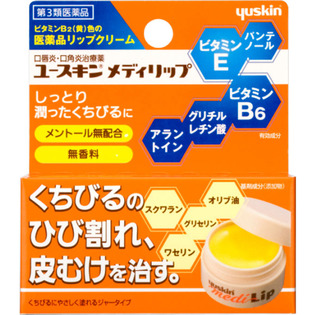 第3類医薬品
yuskin
ビタミンB2(黄)色の
医薬品リップクリーム
口唇炎・口角炎治療薬
ユースキン® メディリップ
ビタミン
E
パンテ
ノール
ビタミン
B6
グリチル
レチン酸
アラン
トイン
有効成分
しっとり
潤ったくちびるに
メントール無配合
無香料
くちびるの
ひび割れ、
皮むけを治す。
くちびるにやさしく塗れるジャータイプ
基剤成分(添加物)
スクワラン
オリブ油
グリセリン
ワセリン
yuskin
medi Lip